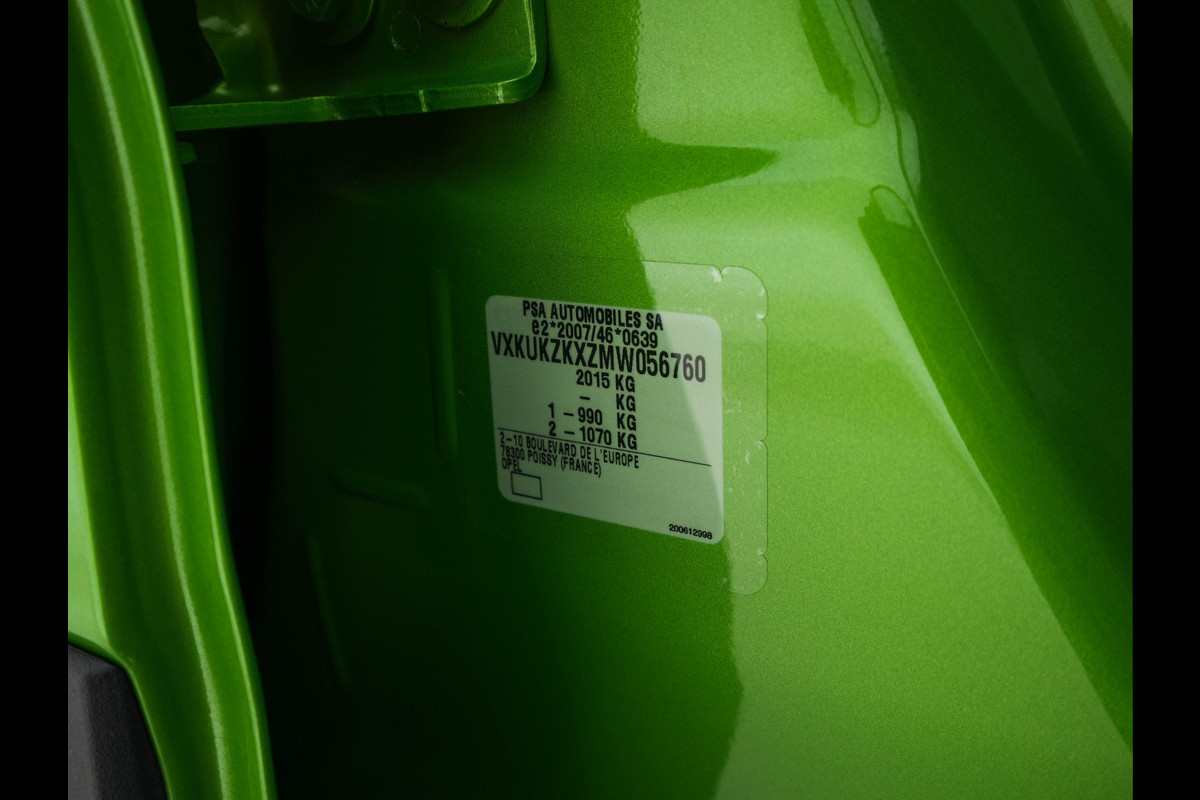 PSA AUTOMOBILES SA
e2*2007/46*0639
VXKUKZKXZMW056760
2015 KG
– KG
1 – 990 KG
2 – 1070 KG
2–10 BOULEVARD DE L'EUROPE
78300 POISSY (FRANCE)
OPEL
200612998